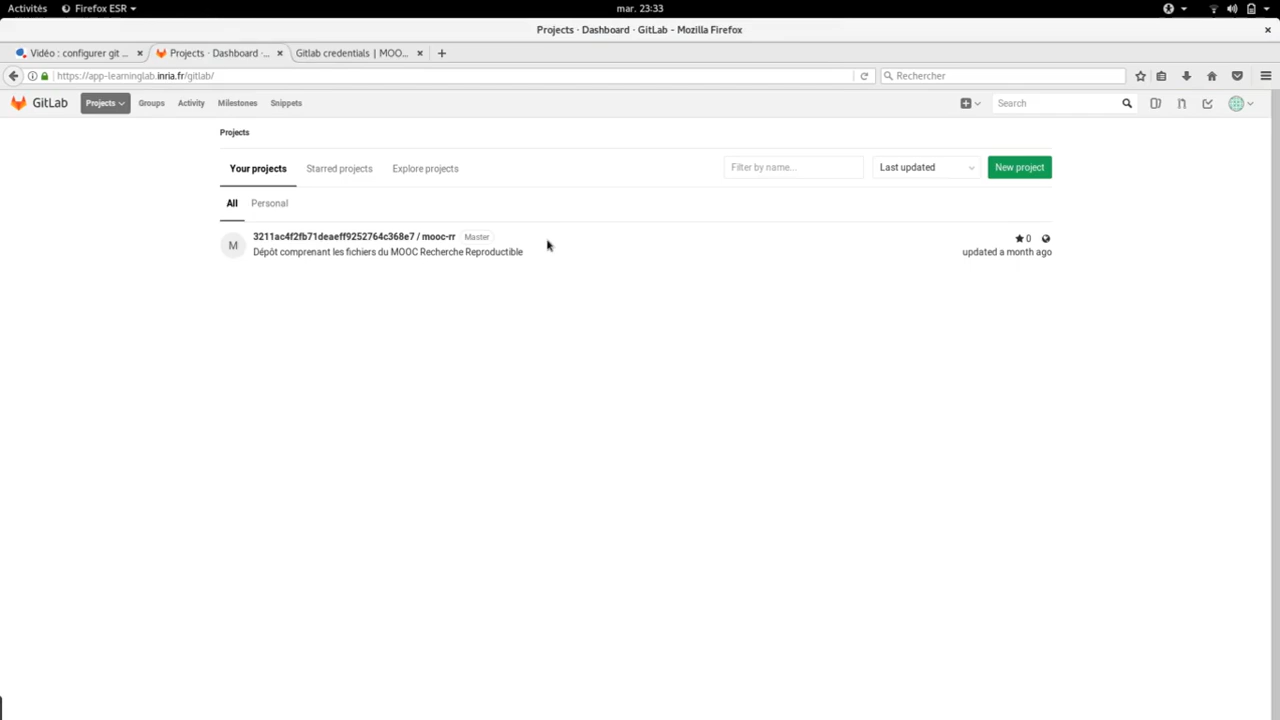 Activités Firefox ESR mar. 23:33
Projects · Dashboard · GitLab - Mozilla Firefox
Vidéo : configurer git ... Projects · Dashboard ·... Gitlab credentials | MOO...
https://app-learninglab.inria.fr/gitlab/ Rechercher
GitLab Projects Groups Activity Milestones Snippets Search
Projects
Your projects Starred projects Explore projects Filter by name... Last updated New project
All Personal
M 3211ac4f2fb71deaeff9252764c368e7 / mooc-rr Master 0
Dépôt comprenant les fichiers du MOOC Recherche Reproductible updated a month ago